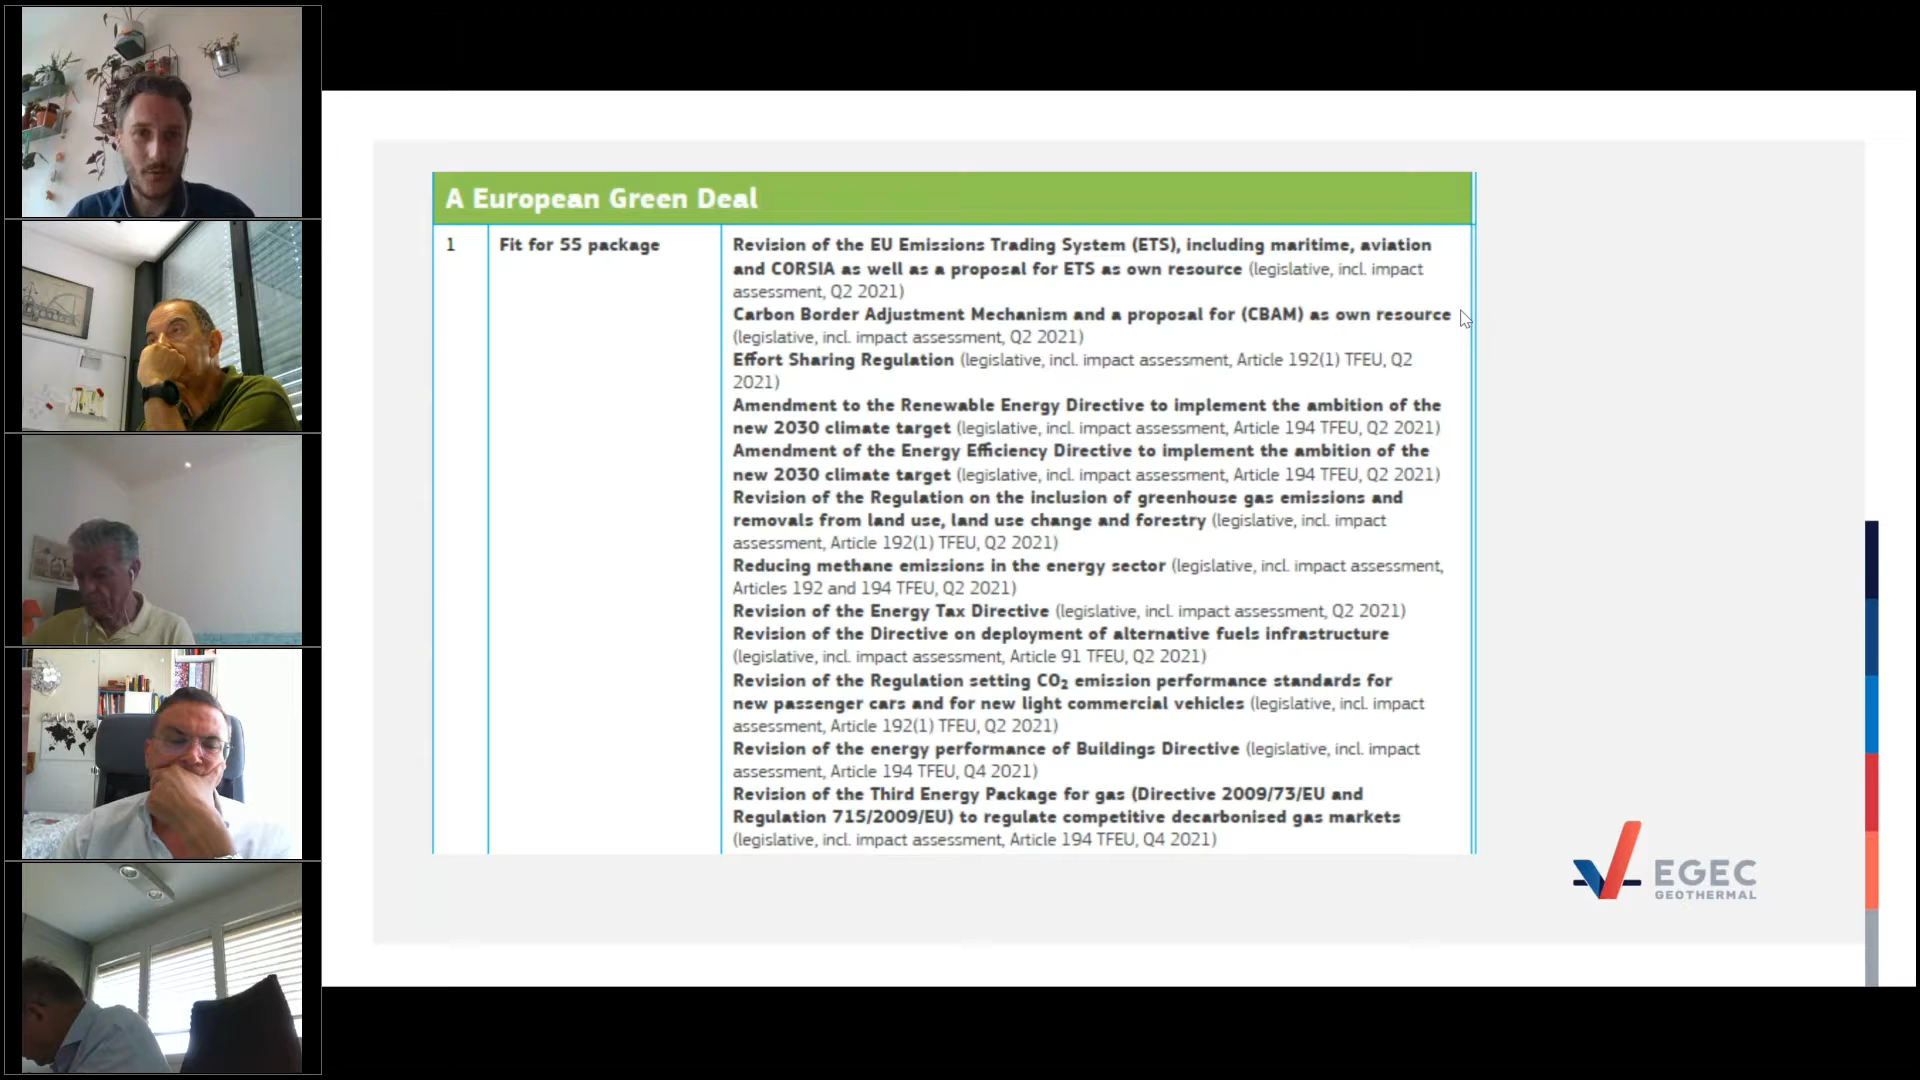 A European Green Deal
1 Fit for 55 package
Revision of the EU Emissions Trading System (ETS), including maritime, aviation
and CORSIA as well as a proposal for ETS as own resource (legislative, incl. impact
assessment, Q2 2021)
Carbon Border Adjustment Mechanism and a proposal for (CBAM) as own resource
(legislative, incl. impact assessment, Q2 2021)
Effort Sharing Regulation (legislative, incl. impact assessment, Article 192(1) TFEU, Q2
2021)
Amendment to the Renewable Energy Directive to implement the ambition of the
new 2030 climate target (legislative, incl. impact assessment, Article 194 TFEU, Q2 2021)
Amendment of the Energy Efficiency Directive to implement the ambition of the
new 2030 climate target (legislative, incl. impact assessment, Article 194 TFEU, Q2 2021)
Revision of the Regulation on the inclusion of greenhouse gas emissions and
removals from land use, land use change and forestry (legislative, incl. impact
assessment, Article 192(1) TFEU, Q2 2021)
Reducing methane emissions in the energy sector (legislative, incl. impact assessment,
Articles 192 and 194 TFEU, Q2 2021)
Revision of the Energy Tax Directive (legislative, incl. impact assessment, Q2 2021)
Revision of the Directive on deployment of alternative fuels infrastructure
(legislative, incl. impact assessment, Article 91 TFEU, Q2 2021)
Revision of the Regulation setting CO₂ emission performance standards for
new passenger cars and for new light commercial vehicles (legislative, incl. impact
assessment, Article 192(1) TFEU, Q2 2021)
Revision of the energy performance of Buildings Directive (legislative, incl. impact
assessment, Article 194 TFEU, Q4 2021)
Revision of the Third Energy Package for gas (Directive 2009/73/EU and
Regulation 715/2009/EU) to regulate competitive decarbonised gas markets
(legislative, incl. impact assessment, Article 194 TFEU, Q4 2021)
EGEC
GEOTHERMAL